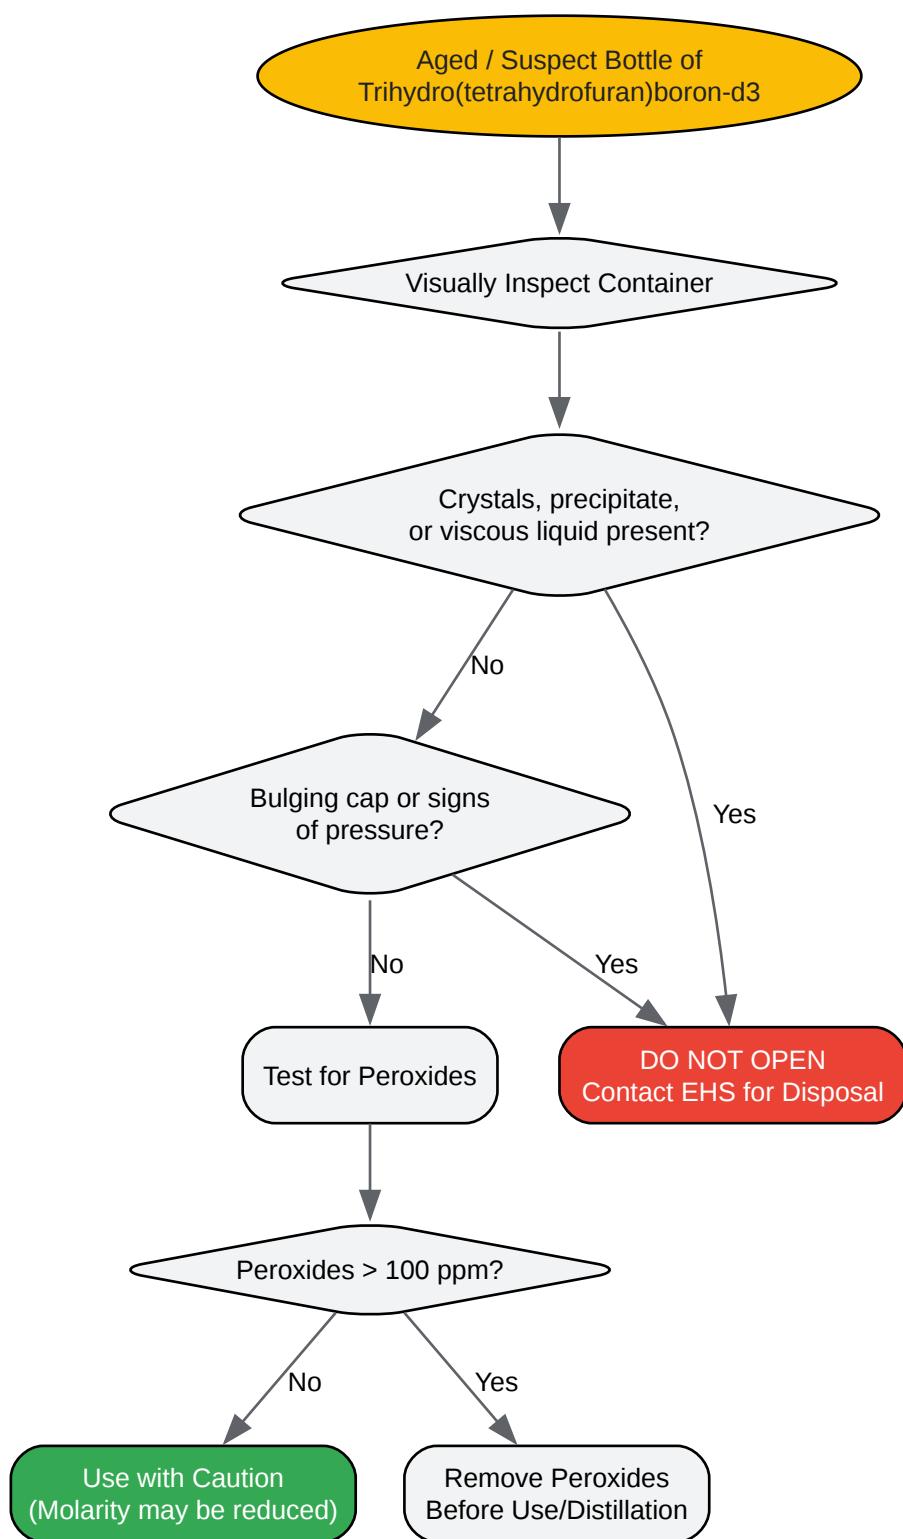 Aged / Suspect Bottle of
Trihydro(tetrahydrofuran)boron-d3
Visually Inspect Container
Crystals, precipitate,
or viscous liquid present?
No
Yes
Bulging cap or signs
of pressure?
No
Yes
Test for Peroxides
DO NOT OPEN
Contact EHS for Disposal
Peroxides > 100 ppm?
No
Yes
Use with Caution
(Molarity may be reduced)
Remove Peroxides
Before Use/Distillation